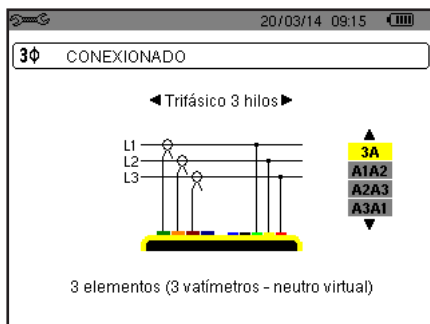 20/03/14 09:15
3Φ CONEXIONADO
◄Trifásico 3 hilos►
L1
L2
L3
3A
A1A2
A2A3
A3A1
3 elementos (3 vatímetros - neutro virtual)